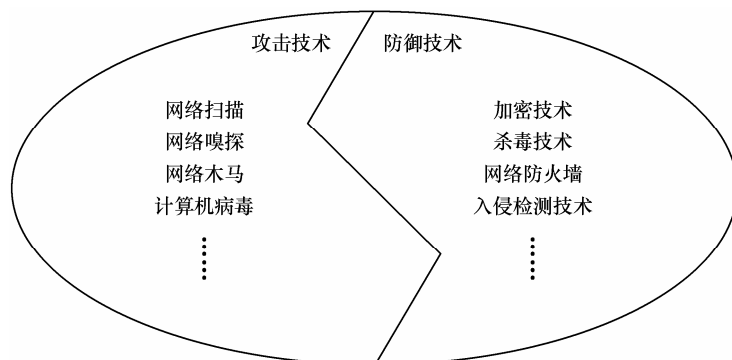 攻击技术
防御技术
网络扫描
网络嗅探
网络木马
计算机病毒
加密技术
杀毒技术
网络防火墙
入侵检测技术